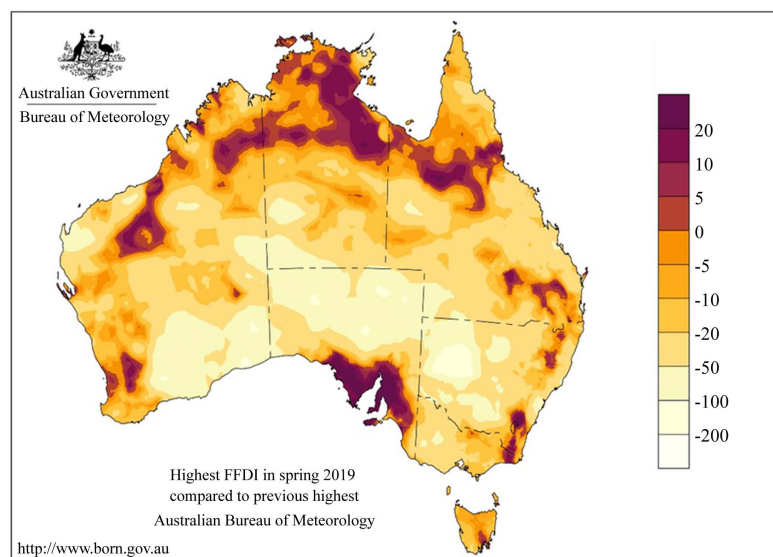 Australian Government
Bureau of Meteorology
20
10
5
0
-5
-10
-20
-50
-100
-200
Highest FFDI in spring 2019
compared to previous highest
Australian Bureau of Meteorology
http://www.born.gov.au